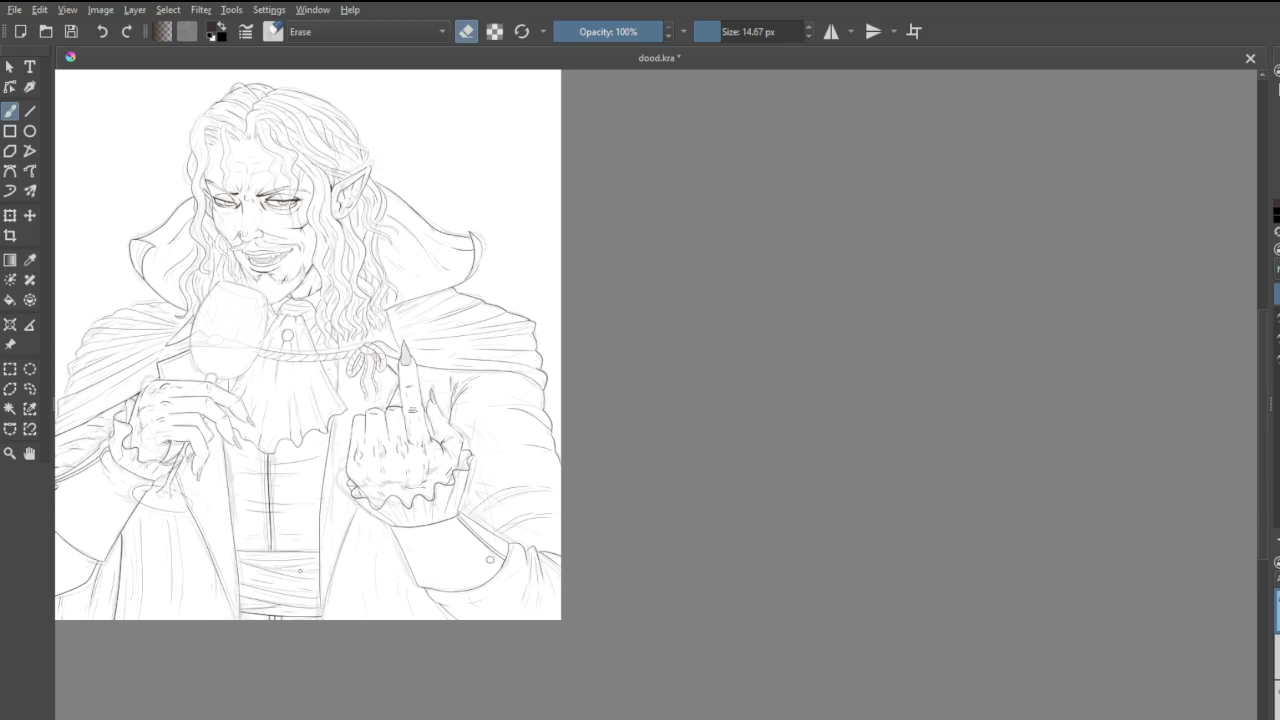 File Edit View Image Layer Select Filter Tools Settings Window Help
Erase Opacity: 100% Size: 14.67 px
dood.kra *